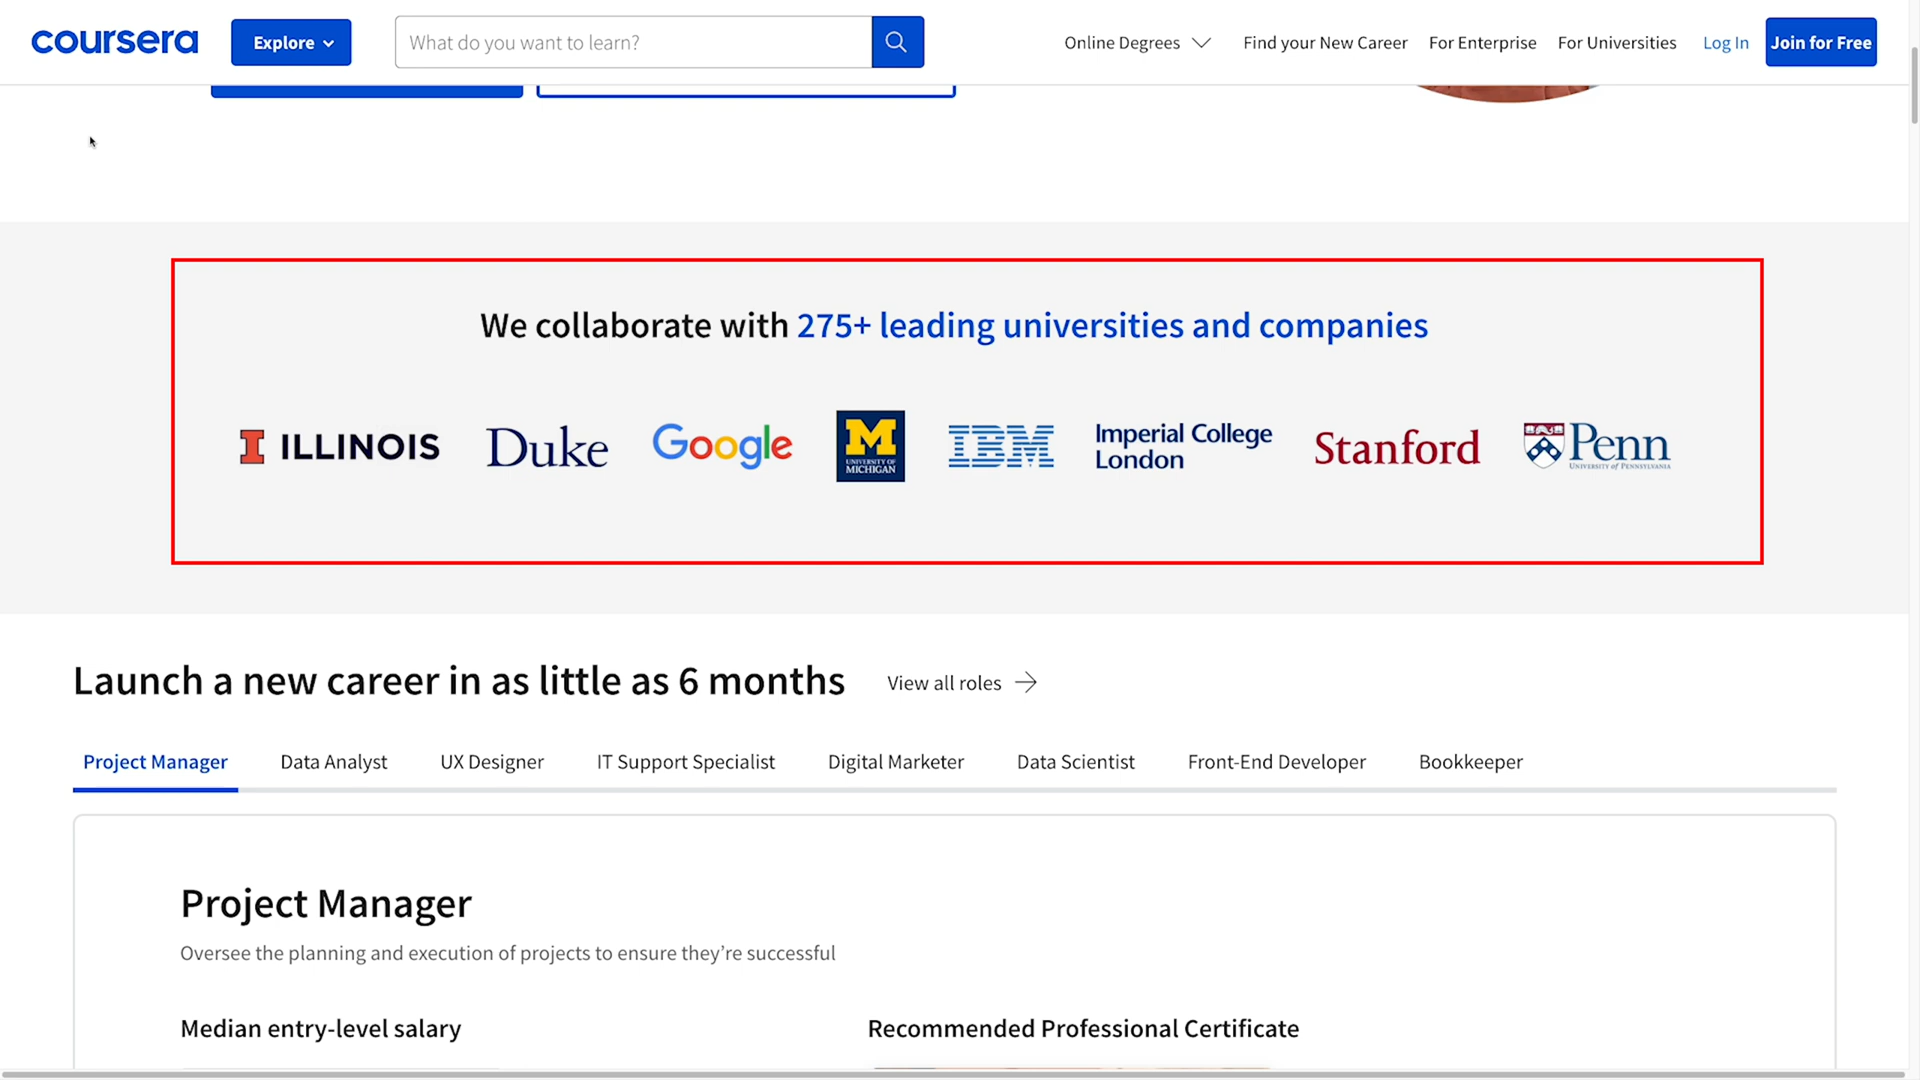 coursera
Explore
What do you want to learn?
Online Degrees
Find your New Career
For Enterprise
For Universities
Log In
Join for Free
We collaborate with 275+ leading universities and companies
I ILLINOIS
Duke
Google
M
UNIVERSITY OF
MICHIGAN
IBM
Imperial College
London
Stanford
Penn
UNIVERSITY of PENNSYLVANIA
Launch a new career in as little as 6 months
View all roles
Project Manager
Data Analyst
UX Designer
IT Support Specialist
Digital Marketer
Data Scientist
Front-End Developer
Bookkeeper
Project Manager
Oversee the planning and execution of projects to ensure they’re successful
Median entry-level salary
Recommended Professional Certificate